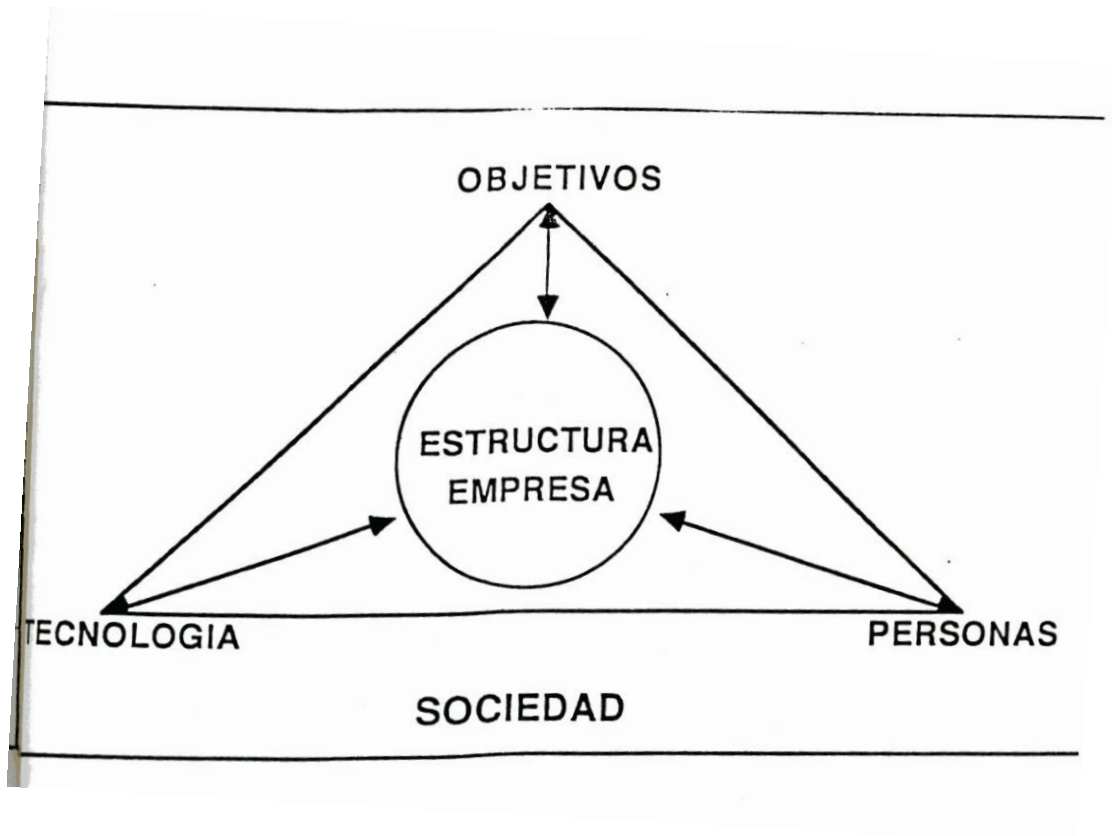 OBJETIVOS
ESTRUCTURA
EMPRESA
TECNOLOGIA
PERSONAS
SOCIEDAD